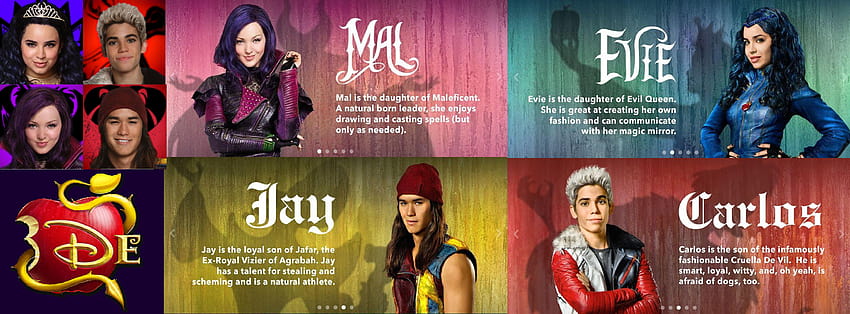 Mal
Mal is the daughter of Maleficent.
A natural born leader, she enjoys
drawing and casting spells (but
only as needed).
Evie
Evie is the daughter of Evil Queen.
She is great at creating her own
fashion and can communicate
with her magic mirror.
DE
Jay
Jay is the loyal son of Jafar, the
Ex-Royal Vizier of Agrabah. Jay
has a talent for stealing and
scheming and is a natural athlete.
Carlos
Carlos is the son of the infamously
fashionable Cruella De Vil. He is
smart, loyal, witty, and, oh yeah, is
afraid of dogs, too.